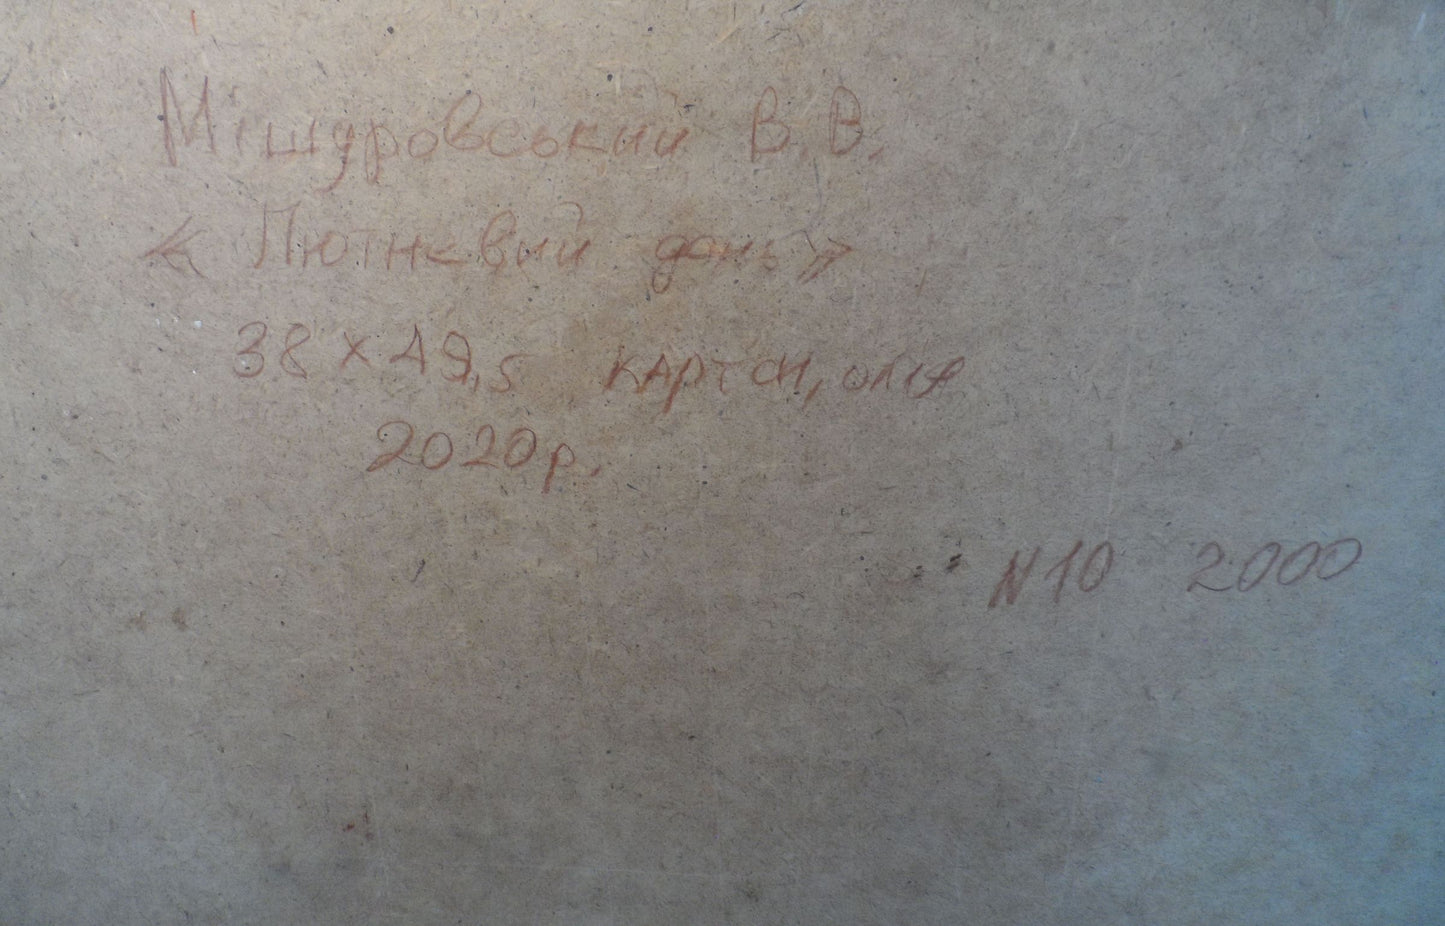 Мішуровський В.В.
«Лютневий день»
38×49,5 картон, олія
2020р.
N10 2000